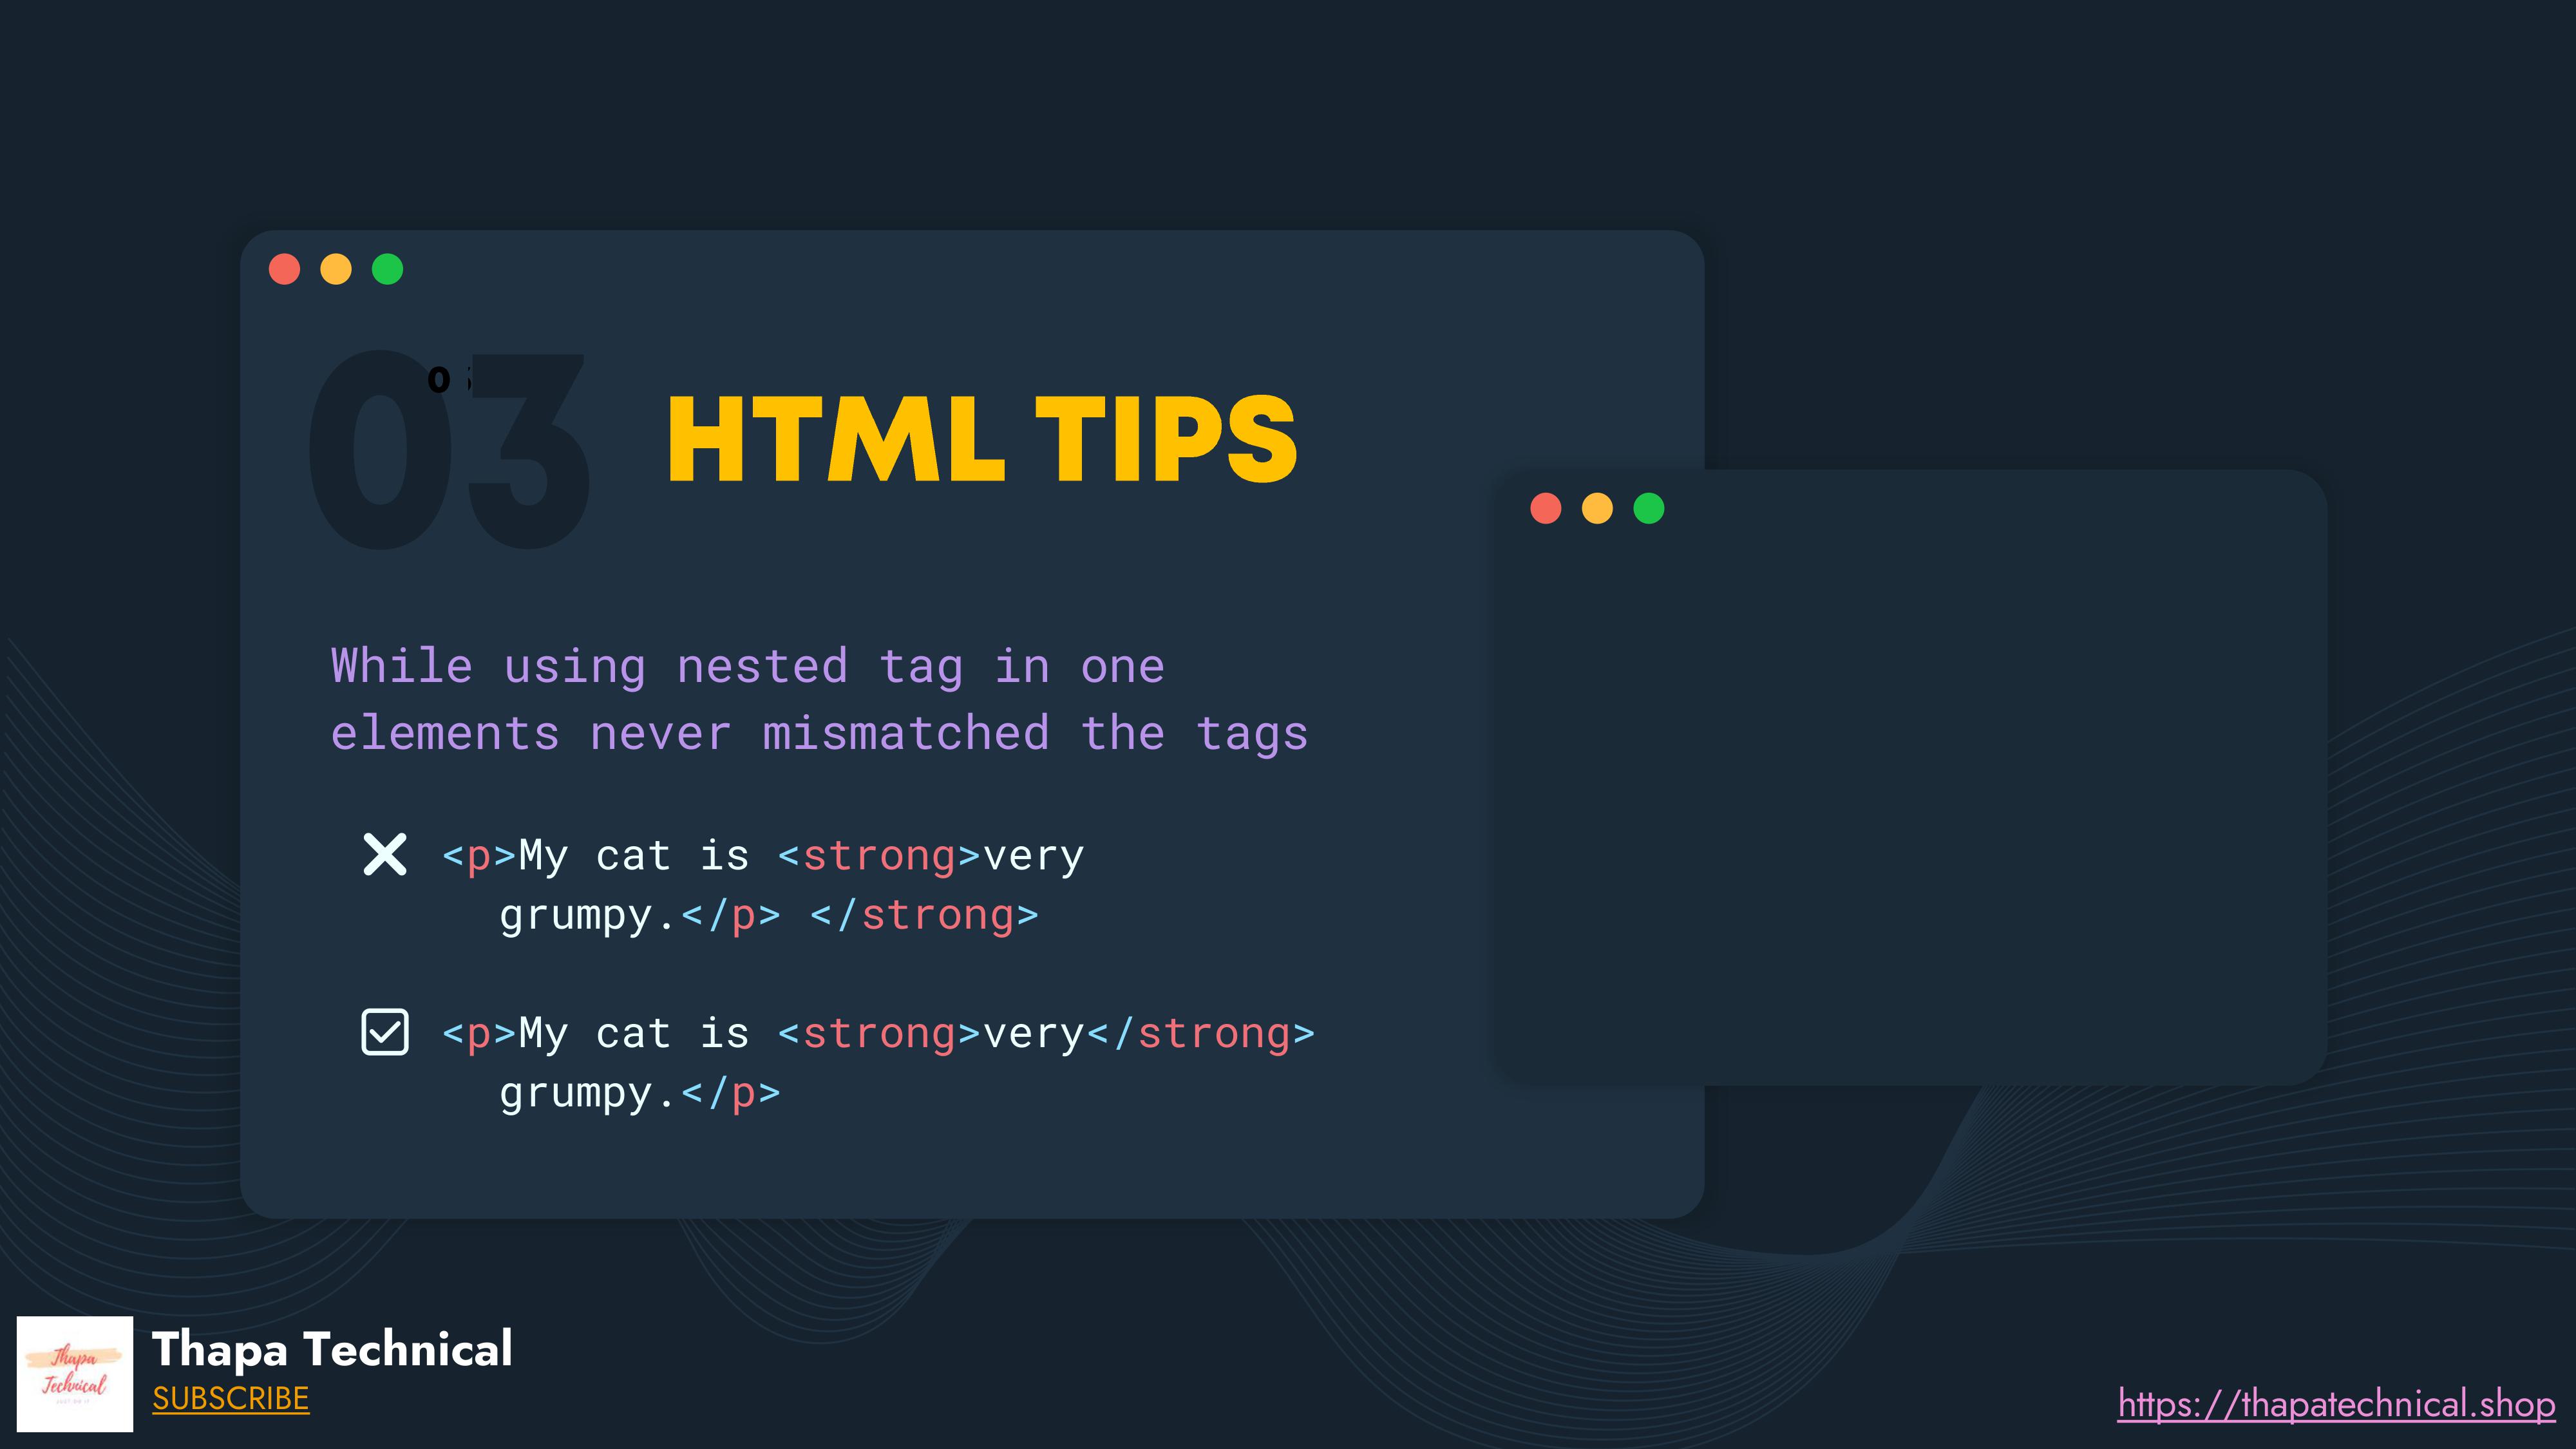 03
HTML TIPS
While using nested tag in one
elements never mismatched the tags
<p>My cat is <strong>very
grumpy.</p> </strong>
<p>My cat is <strong>very</strong>
grumpy.</p>
Thapa
Technical
Thapa Technical
SUBSCRIBE
https://thapatechnical.shop